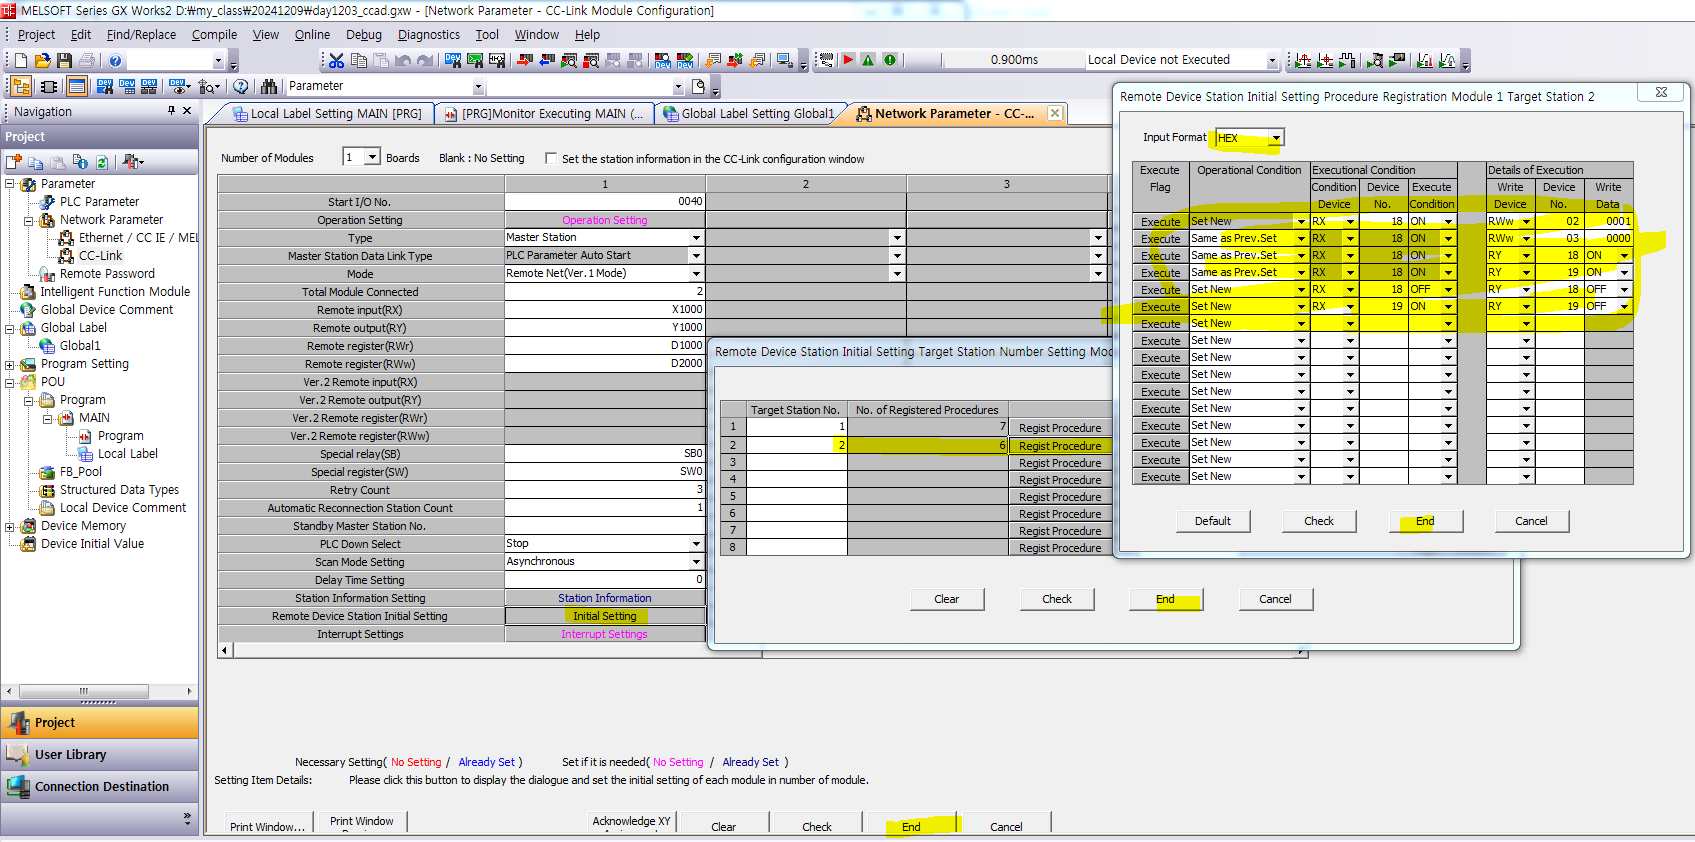 MELSOFT Series GX Works2 D:₩my_class₩20241209₩day1203_ccad.gxw - [Network Parameter - CC-Link Module Configuration]
Project Edit Find/Replace Compile View Online Debug Diagnostics Tool Window Help
0.900ms Local Device not Executed
Parameter
Navigation
Project
Parameter
PLC Parameter
Network Parameter
Ethernet / CC IE / MEL
CC-Link
Remote Password
Intelligent Function Module
Global Device Comment
Global Label
Global1
Program Setting
POU
Program
MAIN
Program
Local Label
FB_Pool
Structured Data Types
Local Device Comment
Device Memory
Device Initial Value
Project
User Library
Connection Destination
Local Label Setting MAIN [PRG] [PRG]Monitor Executing MAIN (... Global Label Setting Global1 Network Parameter - CC-...
Number of Modules 1 Boards Blank : No Setting Set the station information in the CC-Link configuration window
1 2 3
Start I/O No. 0040
Operation Setting Operation Setting
Type Master Station
Master Station Data Link Type PLC Parameter Auto Start
Mode Remote Net(Ver.1 Mode)
Total Module Connected 2
Remote input(RX) X1000
Remote output(RY) Y1000
Remote register(RWr) D1000
Remote register(RWw) D2000
Ver.2 Remote input(RX)
Ver.2 Remote output(RY)
Ver.2 Remote register(RWr)
Ver.2 Remote register(RWw)
Special relay(SB) SB0
Special register(SW) SW0
Retry Count 3
Automatic Reconnection Station Count 1
Standby Master Station No.
PLC Down Select Stop
Scan Mode Setting Asynchronous
Delay Time Setting 0
Station Information Setting Station Information
Remote Device Station Initial Setting Initial Setting
Interrupt Settings Interrupt Settings
Necessary Setting( No Setting / Already Set ) Set if it is needed( No Setting / Already Set )
Setting Item Details: Please click this button to display the dialogue and set the initial setting of each module in number of module.
Print Window... Print Window Acknowledge XY Clear Check End Cancel
Remote Device Station Initial Setting Target Station Number Setting Mod
Target Station No. No. of Registered Procedures
1 1 7 Regist Procedure
2 2 6 Regist Procedure
3 Regist Procedure
4 Regist Procedure
5 Regist Procedure
6 Regist Procedure
7 Regist Procedure
8 Regist Procedure
Clear Check End Cancel
Remote Device Station Initial Setting Procedure Registration Module 1 Target Station 2
Input Format HEX
Execute Operational Condition Executional Condition Details of Execution
Flag Condition Device Execute Write Device Write
Device No. Condition Device No. Data
Execute Set New RX 18 ON RWw 02 0001
Execute Same as Prev.Set RX 18 ON RWw 03 0000
Execute Same as Prev.Set RX 18 ON RY 18 ON
Execute Same as Prev.Set RX 18 ON RY 19 ON
Execute Set New RX 18 OFF RY 18 OFF
Execute Set New RX 19 ON RY 19 OFF
Execute Set New
Execute Set New
Execute Set New
Execute Set New
Execute Set New
Execute Set New
Execute Set New
Execute Set New
Execute Set New
Execute Set New
Default Check End Cancel